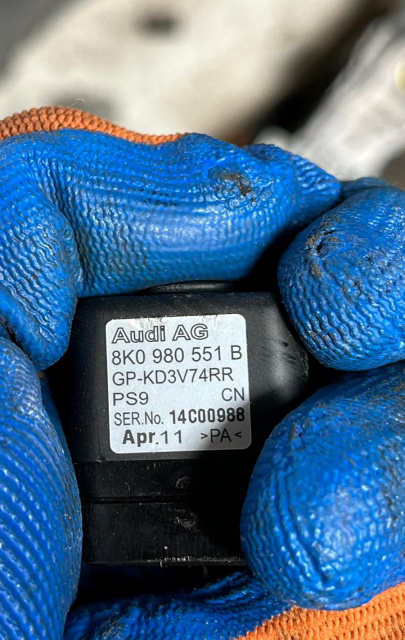 Audi AG
8K0 980 551 B
GP-KD3V74RR
PS9 CN
SER.No. 14C00988
Apr.11 >PA<